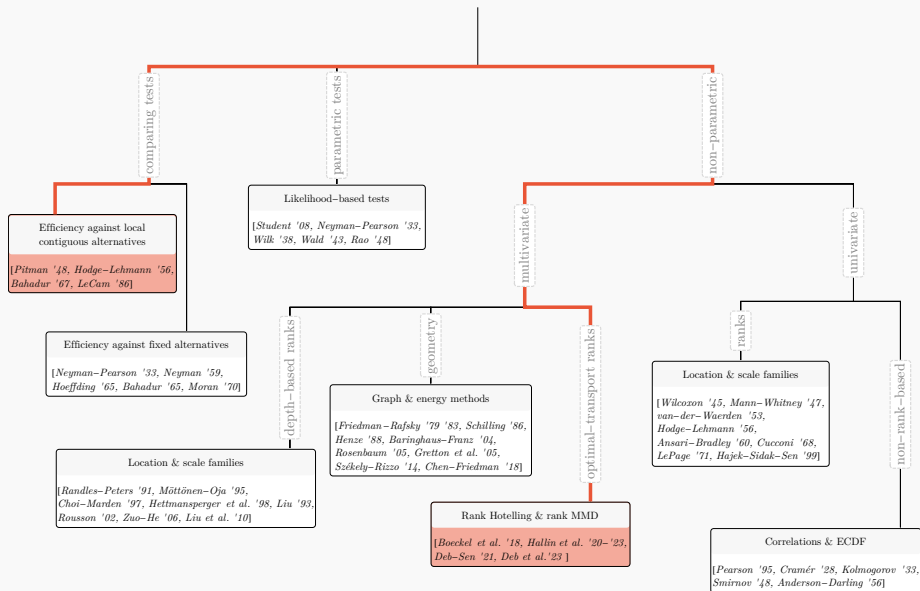 comparing tests
parametric tests
non-parametric
Efficiency against local
contiguous alternatives
[Pitman '48, Hodge-Lehmann '56,
Bahadur '67, LeCam '86]
Likelihood-based tests
[Student '08, Neyman-Pearson '33,
Wilk '38, Wald '43, Rao '48]
multivariate
univariate
Efficiency against fixed alternatives
[Neyman-Pearson '33, Neyman '59,
Hoeffding '65, Bahadur '65, Moran '70]
depth-based ranks
geometry
optimal-transport ranks
ranks
non-rank-based
Graph & energy methods
[Friedman-Rafsky '79 '83, Schilling '86,
Henze '88, Baringhaus-Franz '04,
Rosenbaum '05, Gretton et al. '05,
Székely-Rizzo '14, Chen-Friedman '18]
Location & scale families
[Wilcoxon '45, Mann-Whitney '47,
van-der-Waerden '53,
Hodge-Lehmann '56,
Ansari-Bradley '60, Cucconi '68,
LePage '71, Hajek-Sidak-Sen '99]
Location & scale families
[Randles-Peters '91, Möttönen-Oja '95,
Choi-Marden '97, Hettmansperger et al. '98, Liu '93,
Rousson '02, Zuo-He '06, Liu et al. '10]
Rank Hotelling & rank MMD
[Boeckel et al. '18, Hallin et al. '20-'23,
Deb-Sen '21, Deb et al.'23 ]
Correlations & ECDF
[Pearson '95, Cramér '28, Kolmogorov '33,
Smirnov '48, Anderson-Darling '56]